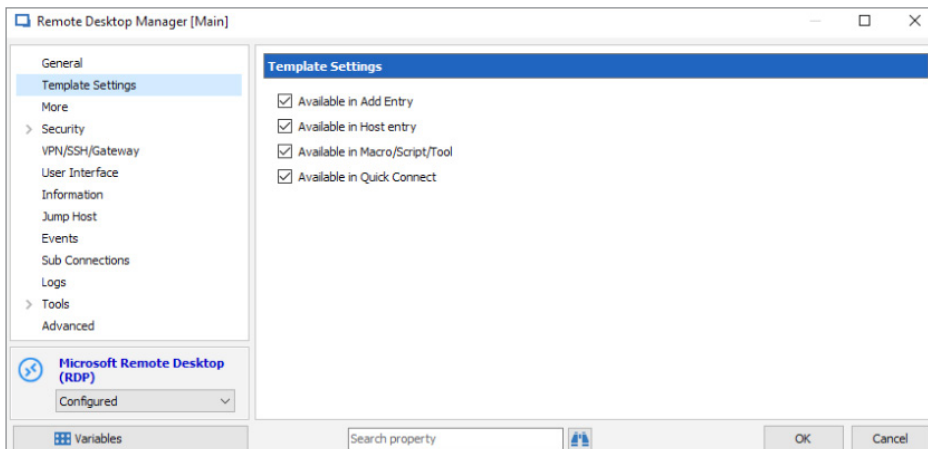 Remote Desktop Manager [Main]
General
Template Settings
More
Security
VPN/SSH/Gateway
User Interface
Information
Jump Host
Events
Sub Connections
Logs
Tools
Advanced
Microsoft Remote Desktop
(RDP)
Configured
Variables
Template Settings
Available in Add Entry
Available in Host entry
Available in Macro/Script/Tool
Available in Quick Connect
Search property
OK
Cancel